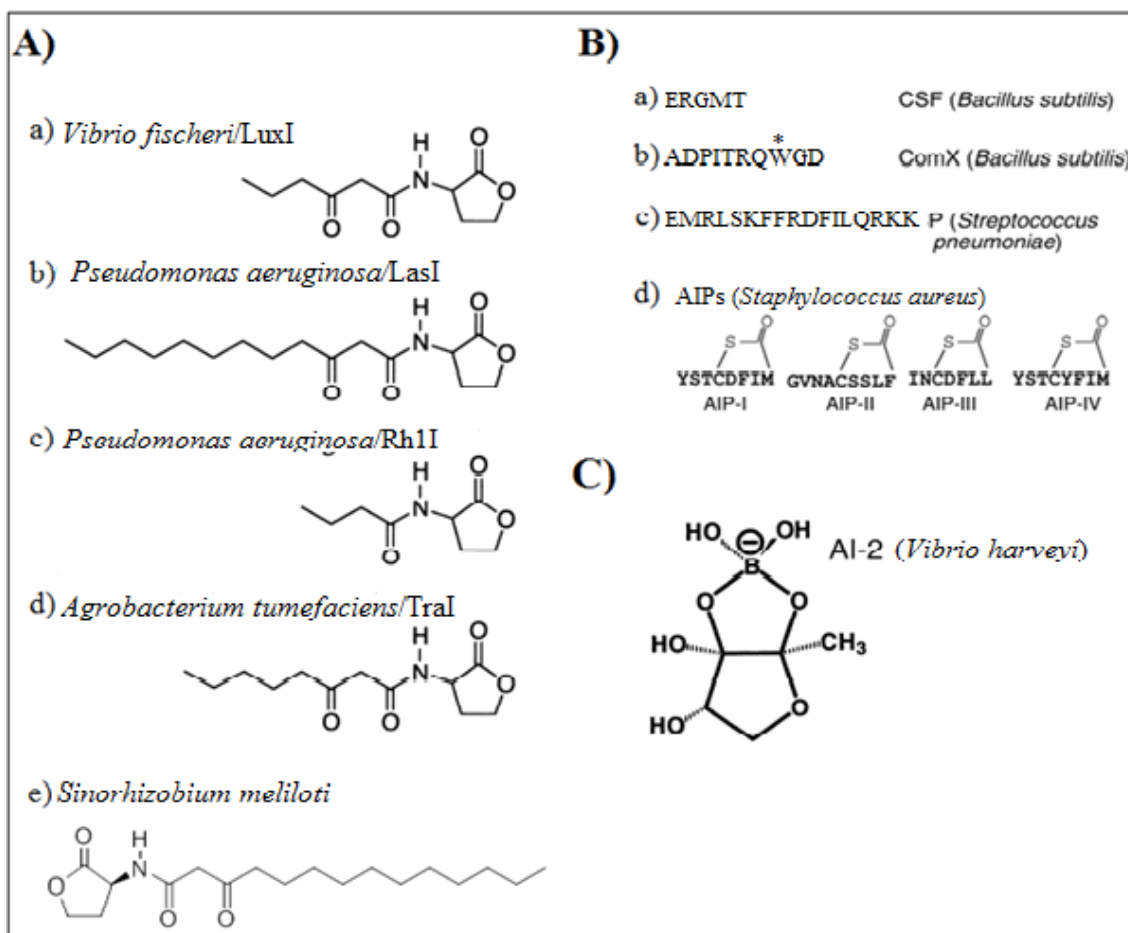 A)
a) Vibrio fischeri/LuxI
H
N
O
O
O
O
b) Pseudomonas aeruginosa/LasI
H
N
O
O
O
O
c) Pseudomonas aeruginosa/Rh1I
H
N
O
O
O
d) Agrobacterium tumefaciens/TraI
H
N
O
O
O
O
e) Sinorhizobium meliloti
O
H
N
O
O
O
B)
a) ERGMT CSF (Bacillus subtilis)
*
b) ADPITRQWGD ComX (Bacillus subtilis)
c) EMRLSKFFRDFILQRKK P (Streptococcus
pneumoniae)
d) AIPs (Staphylococcus aureus)
S O S O S O S O
YSTCDFIM GVNACSSLF INCDFLL YSTCYFIM
AIP-I AIP-II AIP-III AIP-IV
C)
HO − OH AI-2 (Vibrio harveyi)
B
O O
HO CH₃
HO O